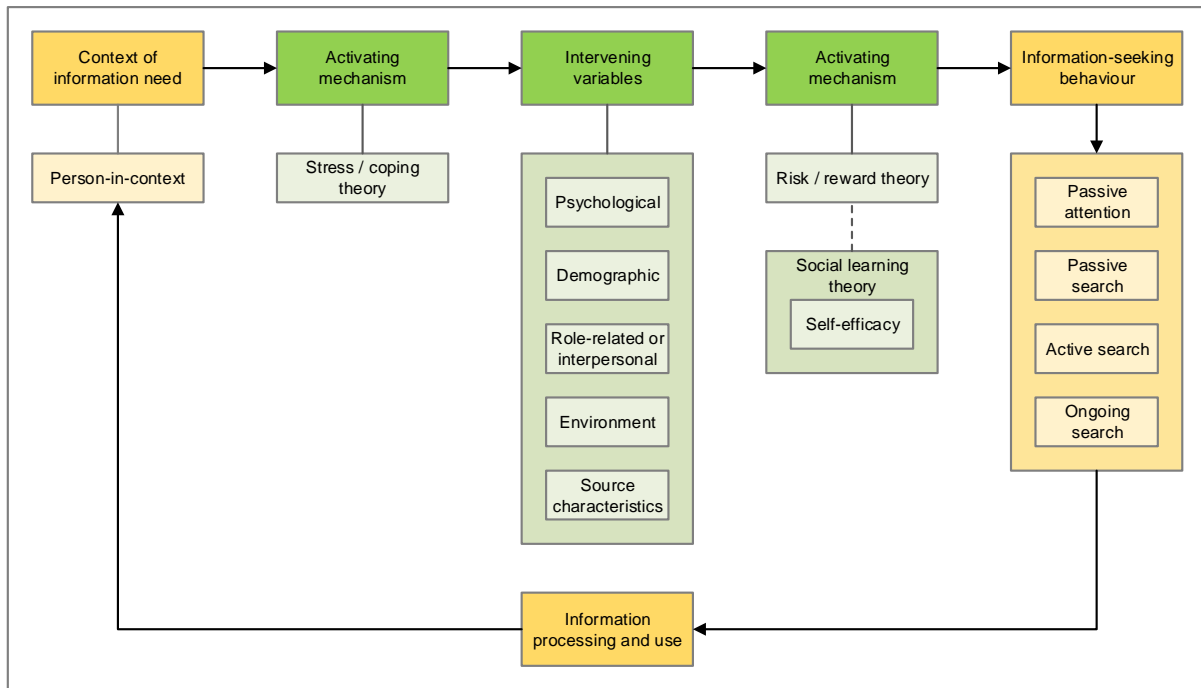 Context of
information need
Activating
mechanism
Intervening
variables
Activating
mechanism
Information-seeking
behaviour
Person-in-context
Stress / coping
theory
Psychological
Demographic
Role-related or
interpersonal
Environment
Source
characteristics
Risk / reward theory
Social learning
theory
Self-efficacy
Passive
attention
Passive
search
Active search
Ongoing
search
Information
processing and use